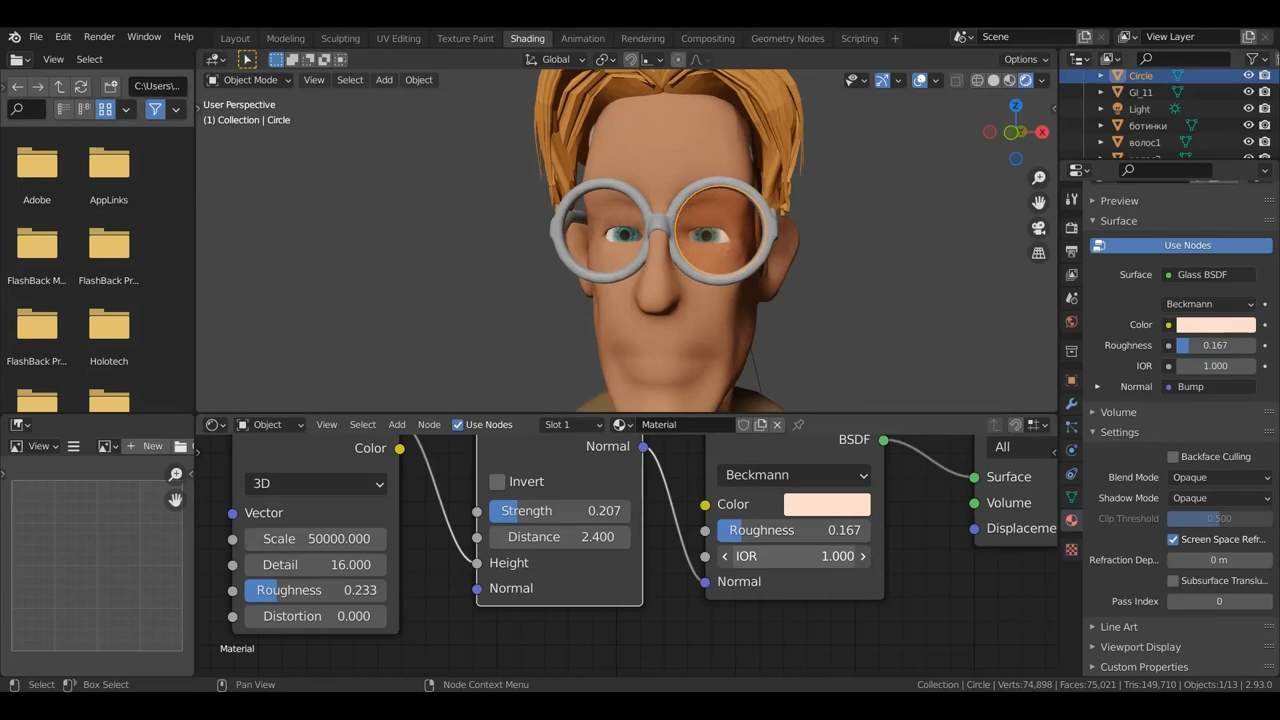 File Edit Render Window Help
Layout Modeling Sculpting UV Editing Texture Paint Shading Animation Rendering Compositing Geometry Nodes Scripting
Scene
View Layer
View Select
Global
Options
C:\Users\...
Object Mode View Select Add Object
User Perspective
(1) Collection | Circle
Z
X
Adobe
AppLinks
FlashBack M...
FlashBack Pr...
FlashBack Pr...
Holotech
Circle
Gl_11
Light
ботинки
волос1
Preview
Surface
Use Nodes
Surface Glass BSDF
Beckmann
Color
Roughness 0.167
IOR 1.000
Normal Bump
Volume
Settings
Backface Culling
Blend Mode Opaque
Shadow Mode Opaque
Clip Threshold 0.500
Screen Space Refr...
Refraction Dep... 0 m
Subsurface Translu...
Pass Index 0
Line Art
Viewport Display
Custom Properties
View
New
Object View Select Add Node Use Nodes Slot 1 Material
Color
3D
Vector
Scale 50000.000
Detail 16.000
Roughness 0.233
Distortion 0.000
Material
Normal
Invert
Strength 0.207
Distance 2.400
Height
Normal
BSDF
Beckmann
Color
Roughness 0.167
IOR 1.000
Normal
All
Surface
Volume
Displaceme
Select Box Select Pan View Node Context Menu
Collection | Circle Verts:74,898 | Faces:75,021 | Tris:149,710 | Objects:1/13 | 2.93.0